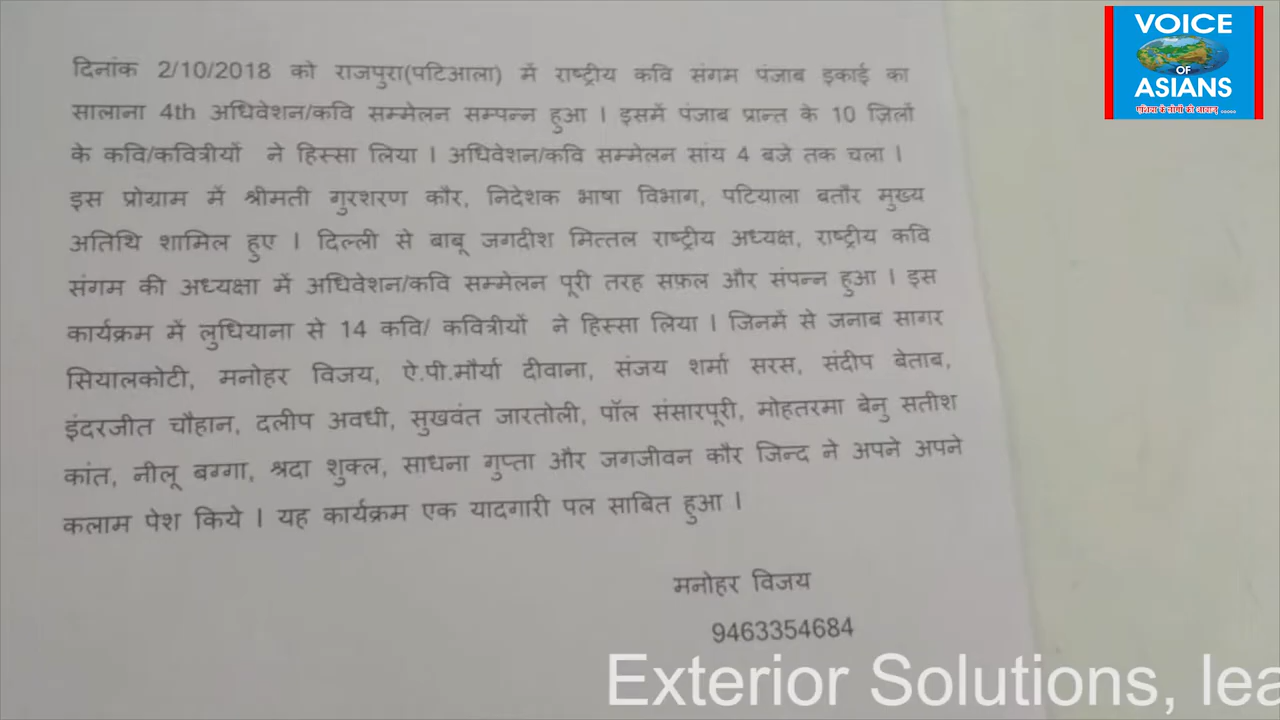 VOICE
OF
ASIANS
एशिया के लोगों की आवाज़ .....
दिनांक 2/10/2018 को राजपुरा(पटिआला) में राष्ट्रीय कवि संगम पंजाब इकाई का
सालाना 4th अधिवेशन/कवि सम्मेलन सम्पन्न हुआ । इसमें पंजाब प्रान्त के 10 ज़िलों
के कवि/कवित्रीयों ने हिस्सा लिया । अधिवेशन/कवि सम्मेलन सांय 4 बजे तक चला ।
इस प्रोग्राम में श्रीमती गुरशरण कौर, निदेशक भाषा विभाग, पटियाला बतौर मुख्य
अतिथि शामिल हुए । दिल्ली से बाबू जगदीश मित्तल राष्ट्रीय अध्यक्ष, राष्ट्रीय कवि
संगम की अध्यक्षा में अधिवेशन/कवि सम्मेलन पूरी तरह सफ़ल और संपन्न हुआ । इस
कार्यक्रम में लुधियाना से 14 कवि/ कवित्रीयों ने हिस्सा लिया । जिनमें से जनाब सागर
सियालकोटी, मनोहर विजय, ऐ.पी.मौर्या दीवाना, संजय शर्मा सरस, संदीप बेताब,
इंदरजीत चौहान, दलीप अवधी, सुखवंत जारतोली, पॉल संसारपूरी, मोहतरमा बेनु सतीश
कांत, नीलू बग्गा, श्रदा शुक्ल, साधना गुप्ता और जगजीवन कौर जिन्द ने अपने अपने
कलाम पेश किये । यह कार्यक्रम एक यादगारी पल साबित हुआ ।
मनोहर विजय
9463354684
Exterior Solutions, lea